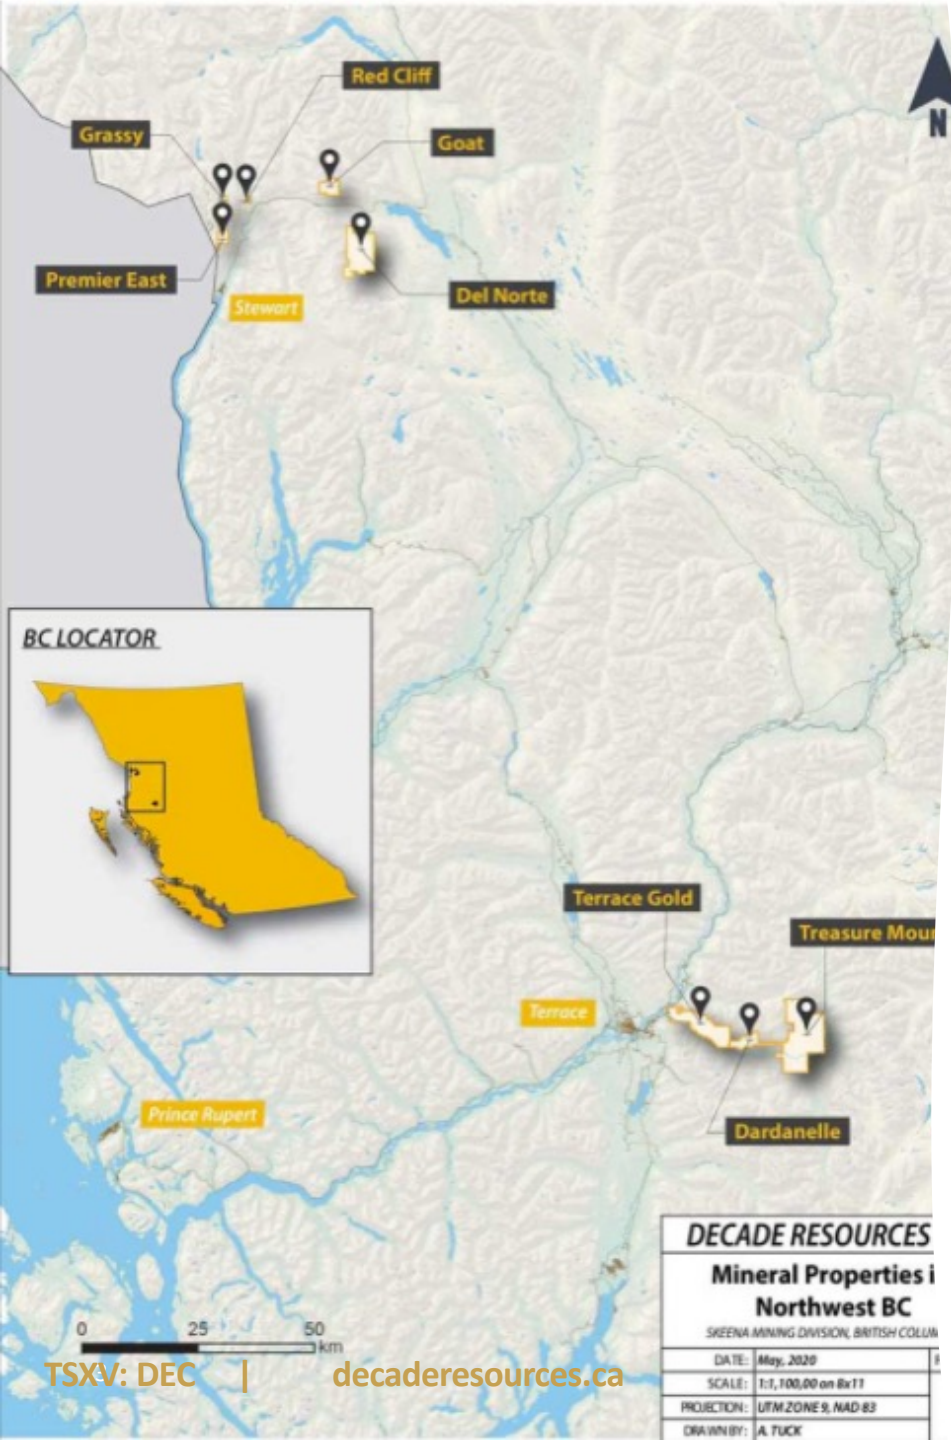 Red Cliff
Grassy
Goat
N
Premier East
Stewart
Del Norte
BC LOCATOR
Terrace Gold
Treasure Mour
Terrace
Prince Rupert
Dardanelle
DECADE RESOURCES
Mineral Properties i
Northwest BC
SKEENA MINING DIVISION, BRITISH COLUM
0 25 50
km
DATE: May, 2020
SCALE: 1:1,100,00 on 8x11
PROJECTION: UTM ZONE 9, NAD 83
DRAWN BY: A. TUCK
TSXV: DEC | decaderesources.ca